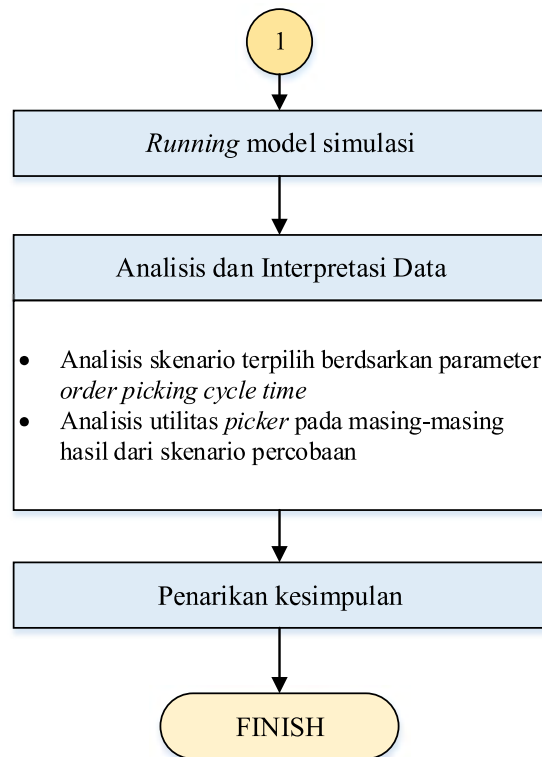 1
Running model simulasi
Analisis dan Interpretasi Data
• Analisis skenario terpilih berdsarkan parameter
order picking cycle time
• Analisis utilitas picker pada masing-masing
hasil dari skenario percobaan
Penarikan kesimpulan
FINISH